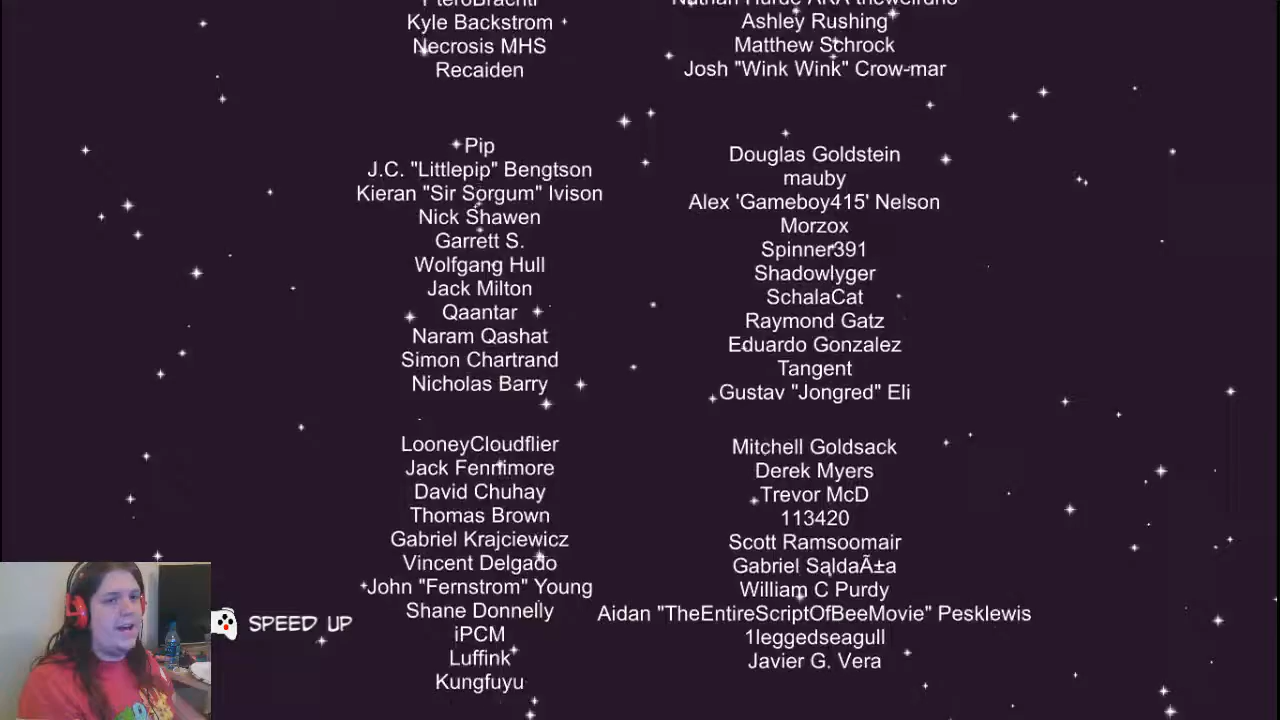 Kyle Backstrom
Necrosis MHS
Recaiden
Ashley Rushing
Matthew Schrock
Josh "Wink Wink" Crow-mar
Pip
J.C. "Littlepip" Bengtson
Kieran "Sir Sorgum" Ivison
Nick Shawen
Garrett S.
Wolfgang Hull
Jack Milton
Qaantar
Naram Qashat
Simon Chartrand
Nicholas Barry
Douglas Goldstein
mauby
Alex 'Gameboy415' Nelson
Morzox
Spinner391
Shadowlyger
SchalaCat
Raymond Gatz
Eduardo Gonzalez
Tangent
Gustav "Jongred" Eli
LooneyCloudflier
Jack Fennimore
David Chuhay
Thomas Brown
Gabriel Krajciewicz
Vincent Delgado
John "Fernstrom" Young
Shane Donnelly
iPCM
Luffink
Kungfuyu
Mitchell Goldsack
Derek Myers
Trevor McD
113420
Scott Ramsoomair
Gabriel SaldaÃ±a
William C Purdy
Aidan "TheEntireScriptOfBeeMovie" Pesklewis
1leggedseagull
Javier G. Vera
SPEED UP